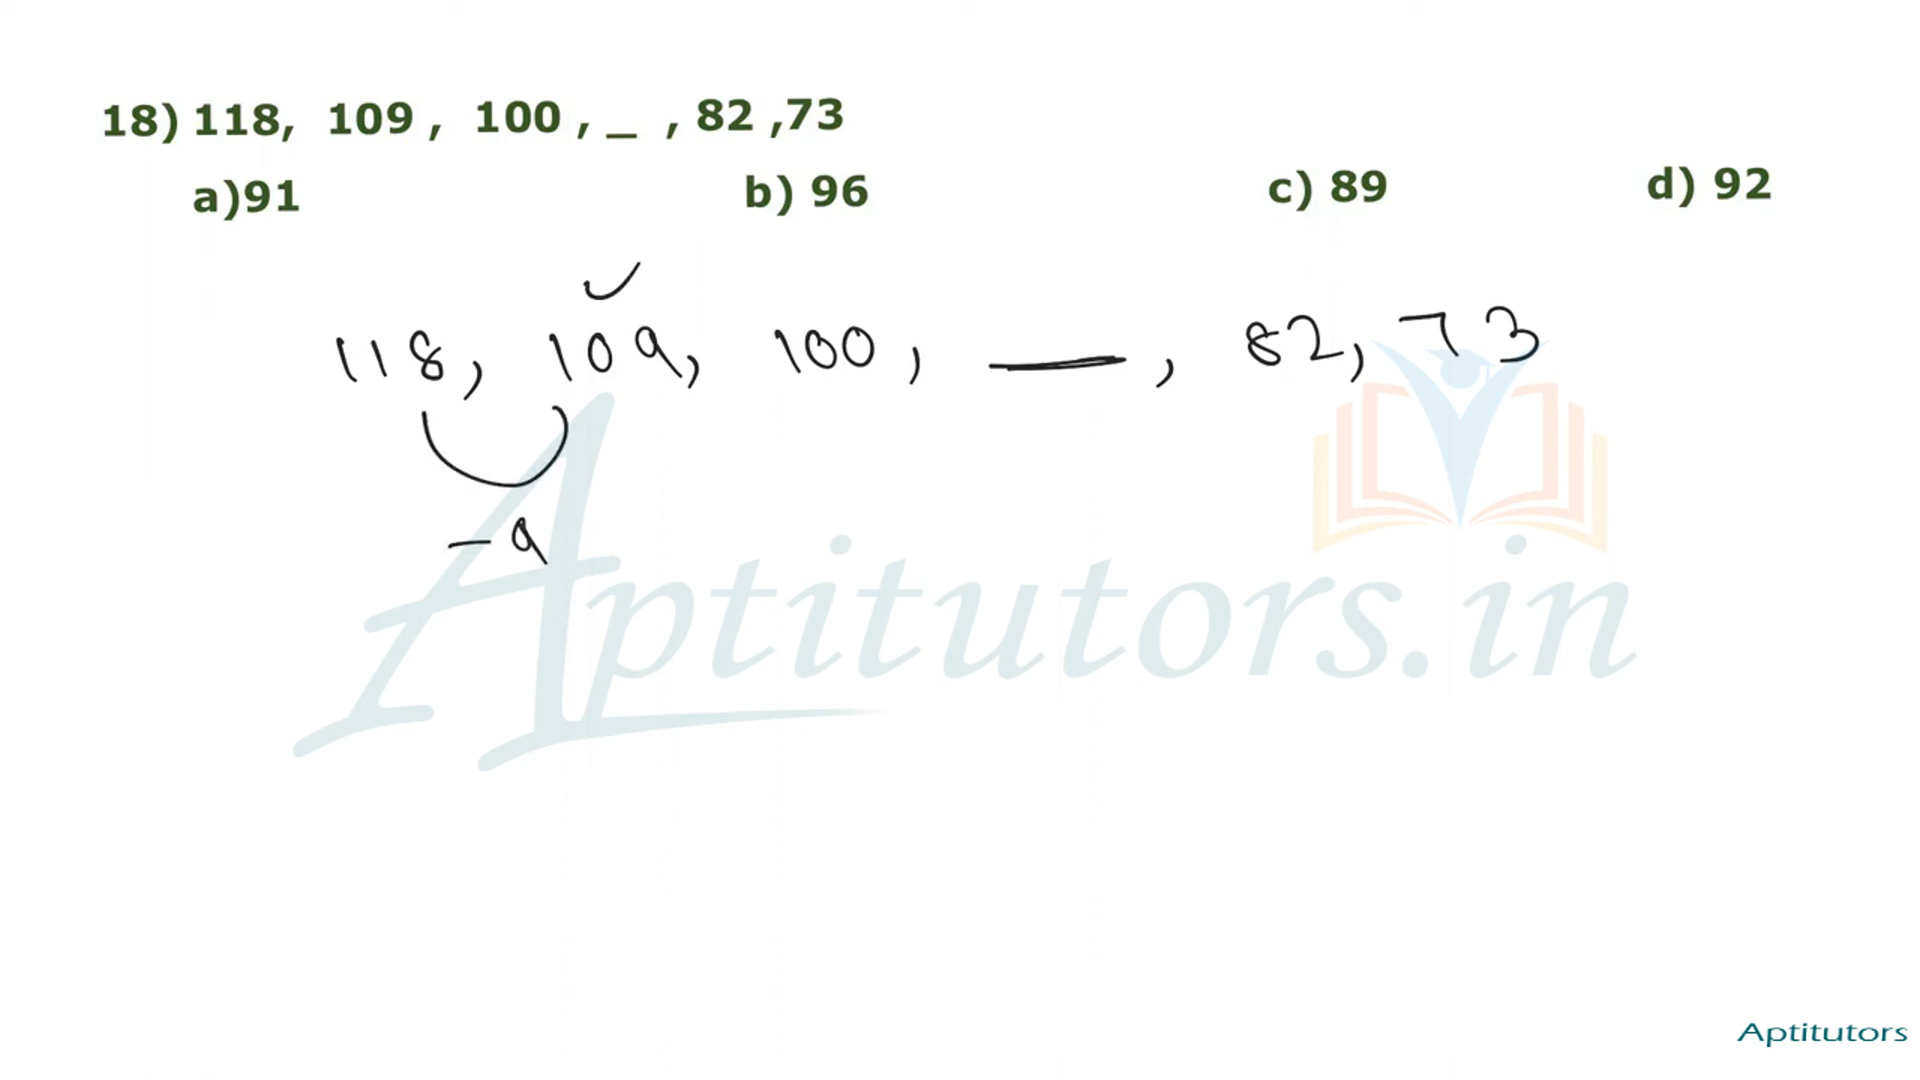 18) 118, 109 , 100 , _ , 82 ,73
a)91 b) 96 c) 89 d) 92
118, 109, 100, __, 82, 73
-9
Aptitutors.in
Aptitutors